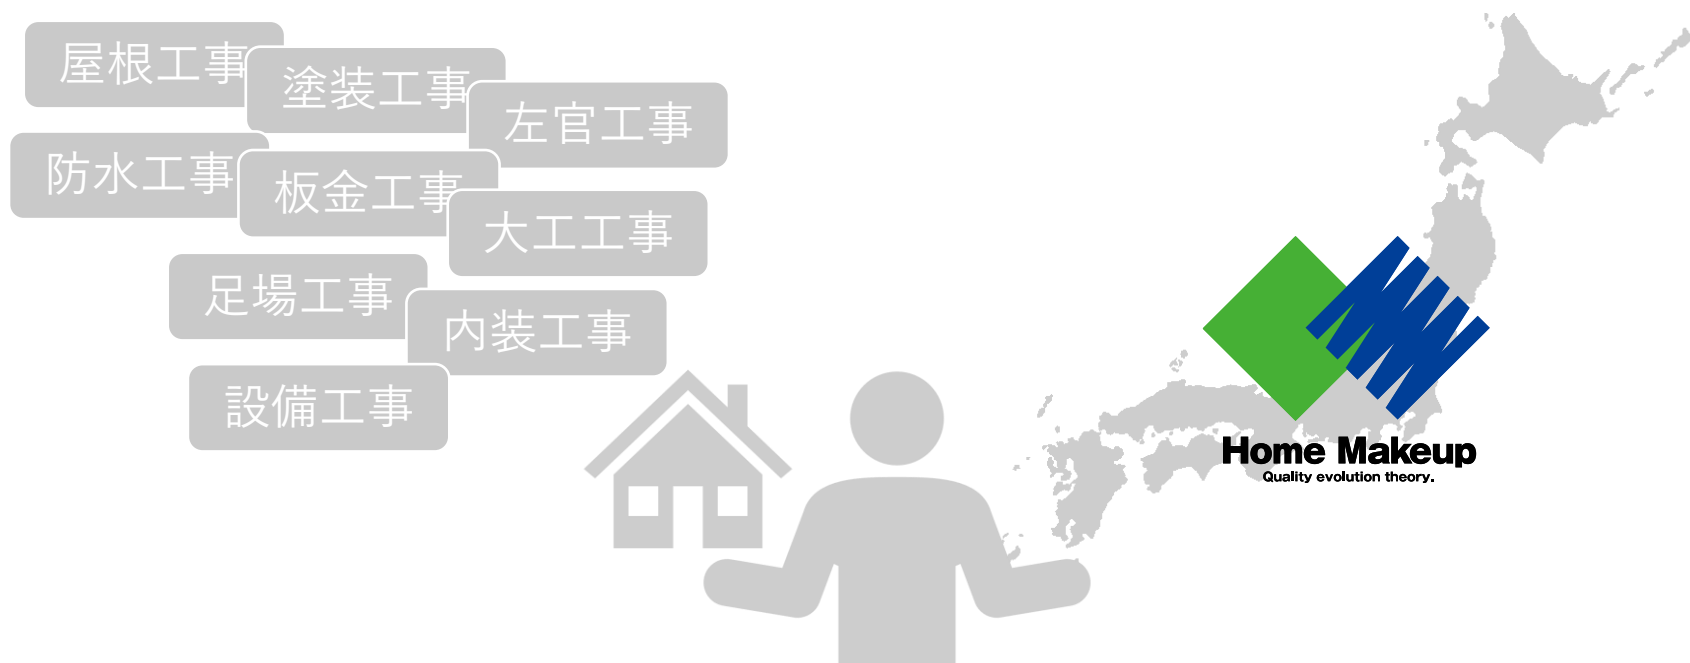 屋根工事
塗装工事
左官工事
防水工事
板金工事
大工工事
足場工事
内装工事
設備工事
Home Makeup
Quality evolution theory.